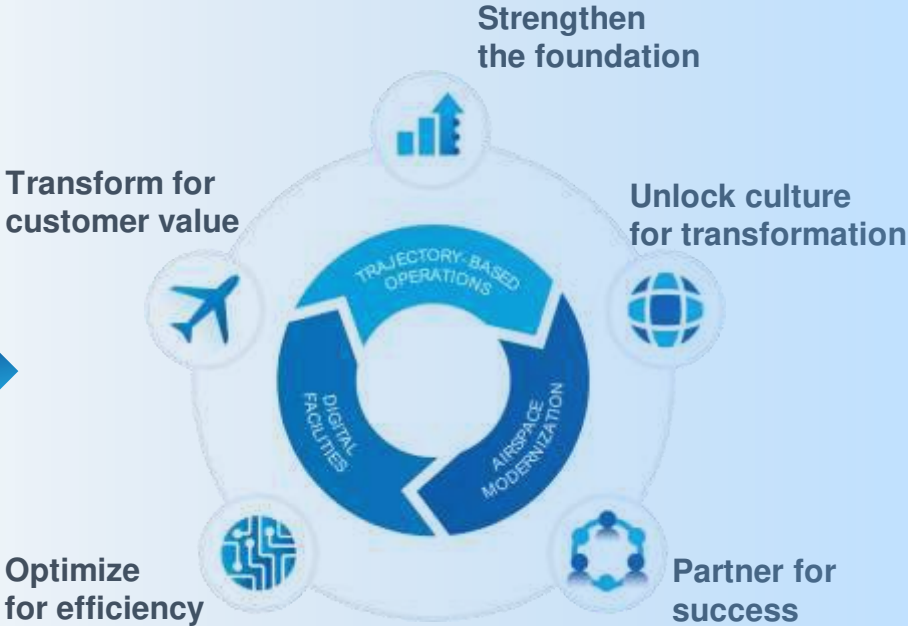 Strengthen
the foundation
Transform for
customer value
Unlock culture
for transformation
TRAJECTORY-BASED
OPERATIONS
DIGITAL
FACILITIES
AIRSPACE
MODERNIZATION
Optimize
for efficiency
Partner for
success